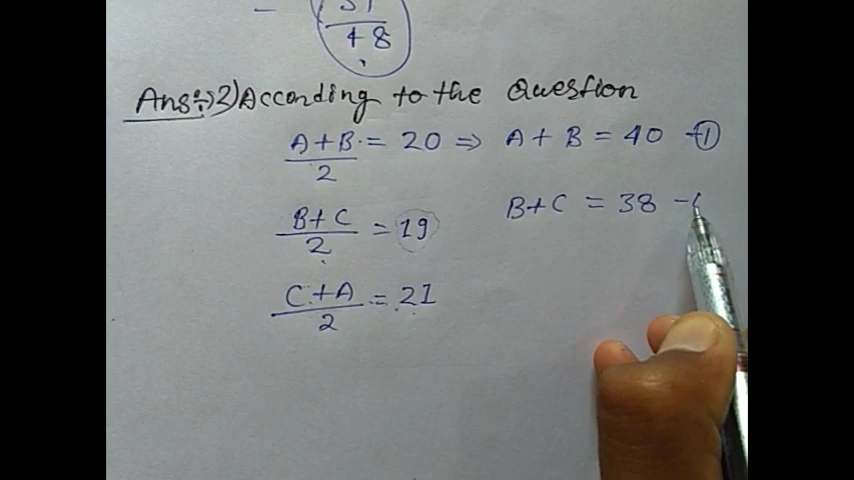 48
Ans:-2) According to the Question
A+B/2 = 20 ⇒ A + B = 40 -①
B+C/2 = 19 B+C = 38 -
C+A/2 = 21